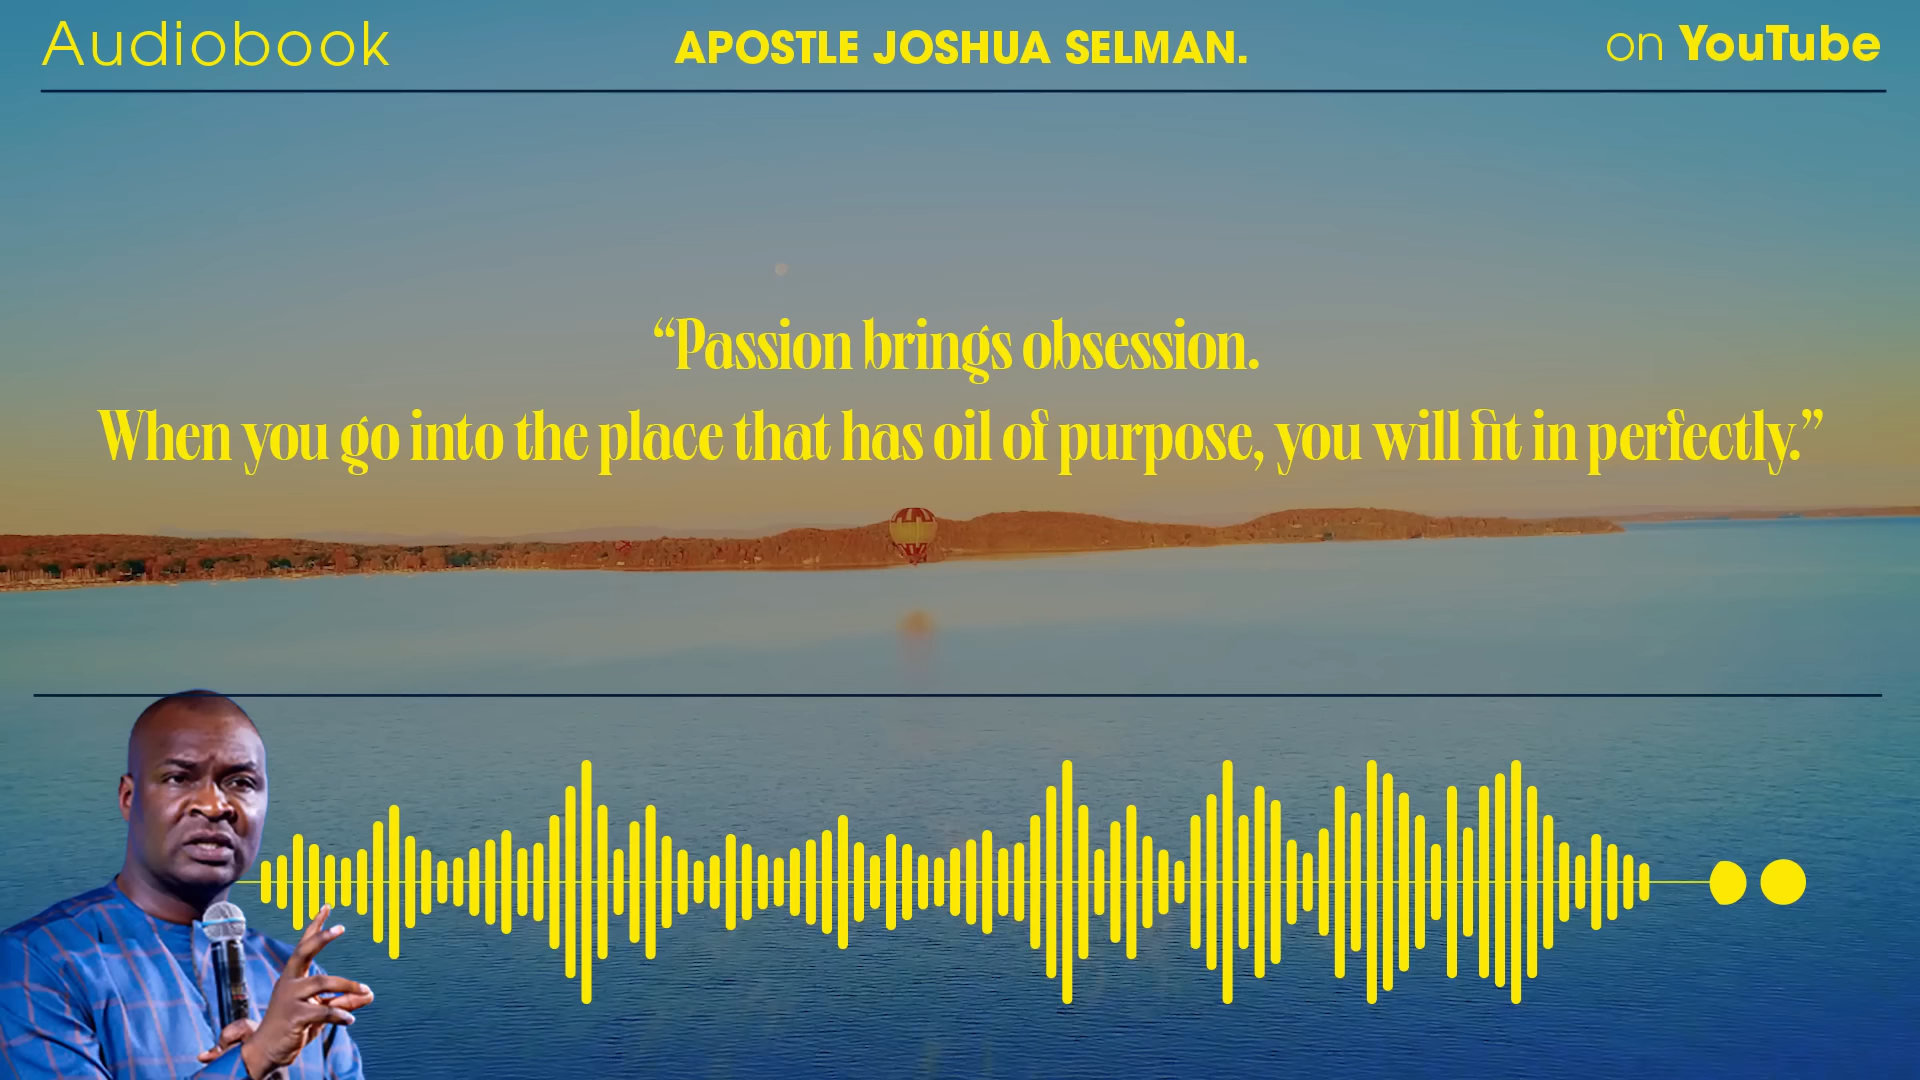 Audiobook
APOSTLE JOSHUA SELMAN.
on YouTube
“Passion brings obsession.
When you go into the place that has oil of purpose, you will fit in perfectly.”